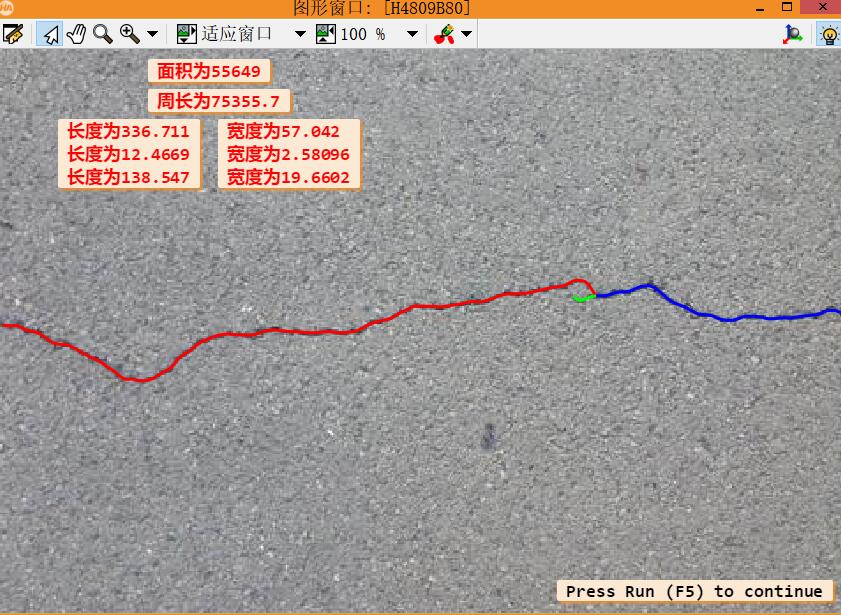 图形窗口: [H4809B80]
适应窗口
100 %
面积为55649
周长为75355.7
长度为336.711 宽度为57.042
长度为12.4669 宽度为2.58096
长度为138.547 宽度为19.6602
Press Run (F5) to continue